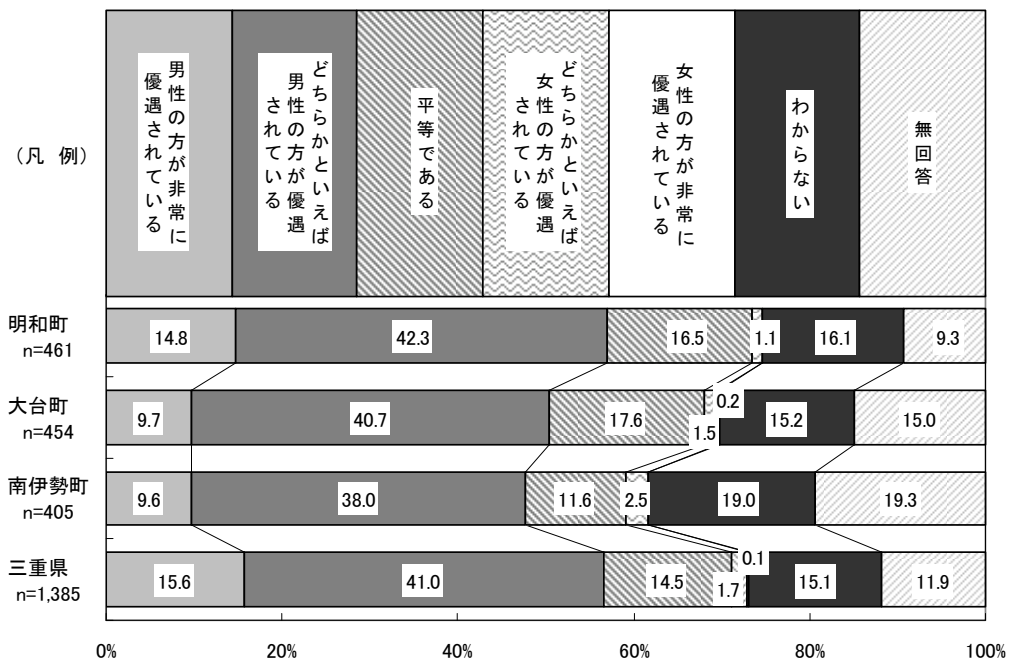 (凡 例)
男性の方が非常に
優遇されている
どちらかといえば
男性の方が優遇
されている
平等である
どちらかといえば
女性の方が優遇
されている
女性の方が非常に
優遇されている
わからない
無回答
明和町
n=461
14.8
42.3
16.5
1.1
16.1
9.3
大台町
n=454
9.7
40.7
17.6
1.5
0.2
15.2
15.0
南伊勢町
n=405
9.6
38.0
11.6
2.5
19.0
19.3
三重県
n=1,385
15.6
41.0
14.5
1.7
0.1
15.1
11.9
0%
20%
40%
60%
80%
100%